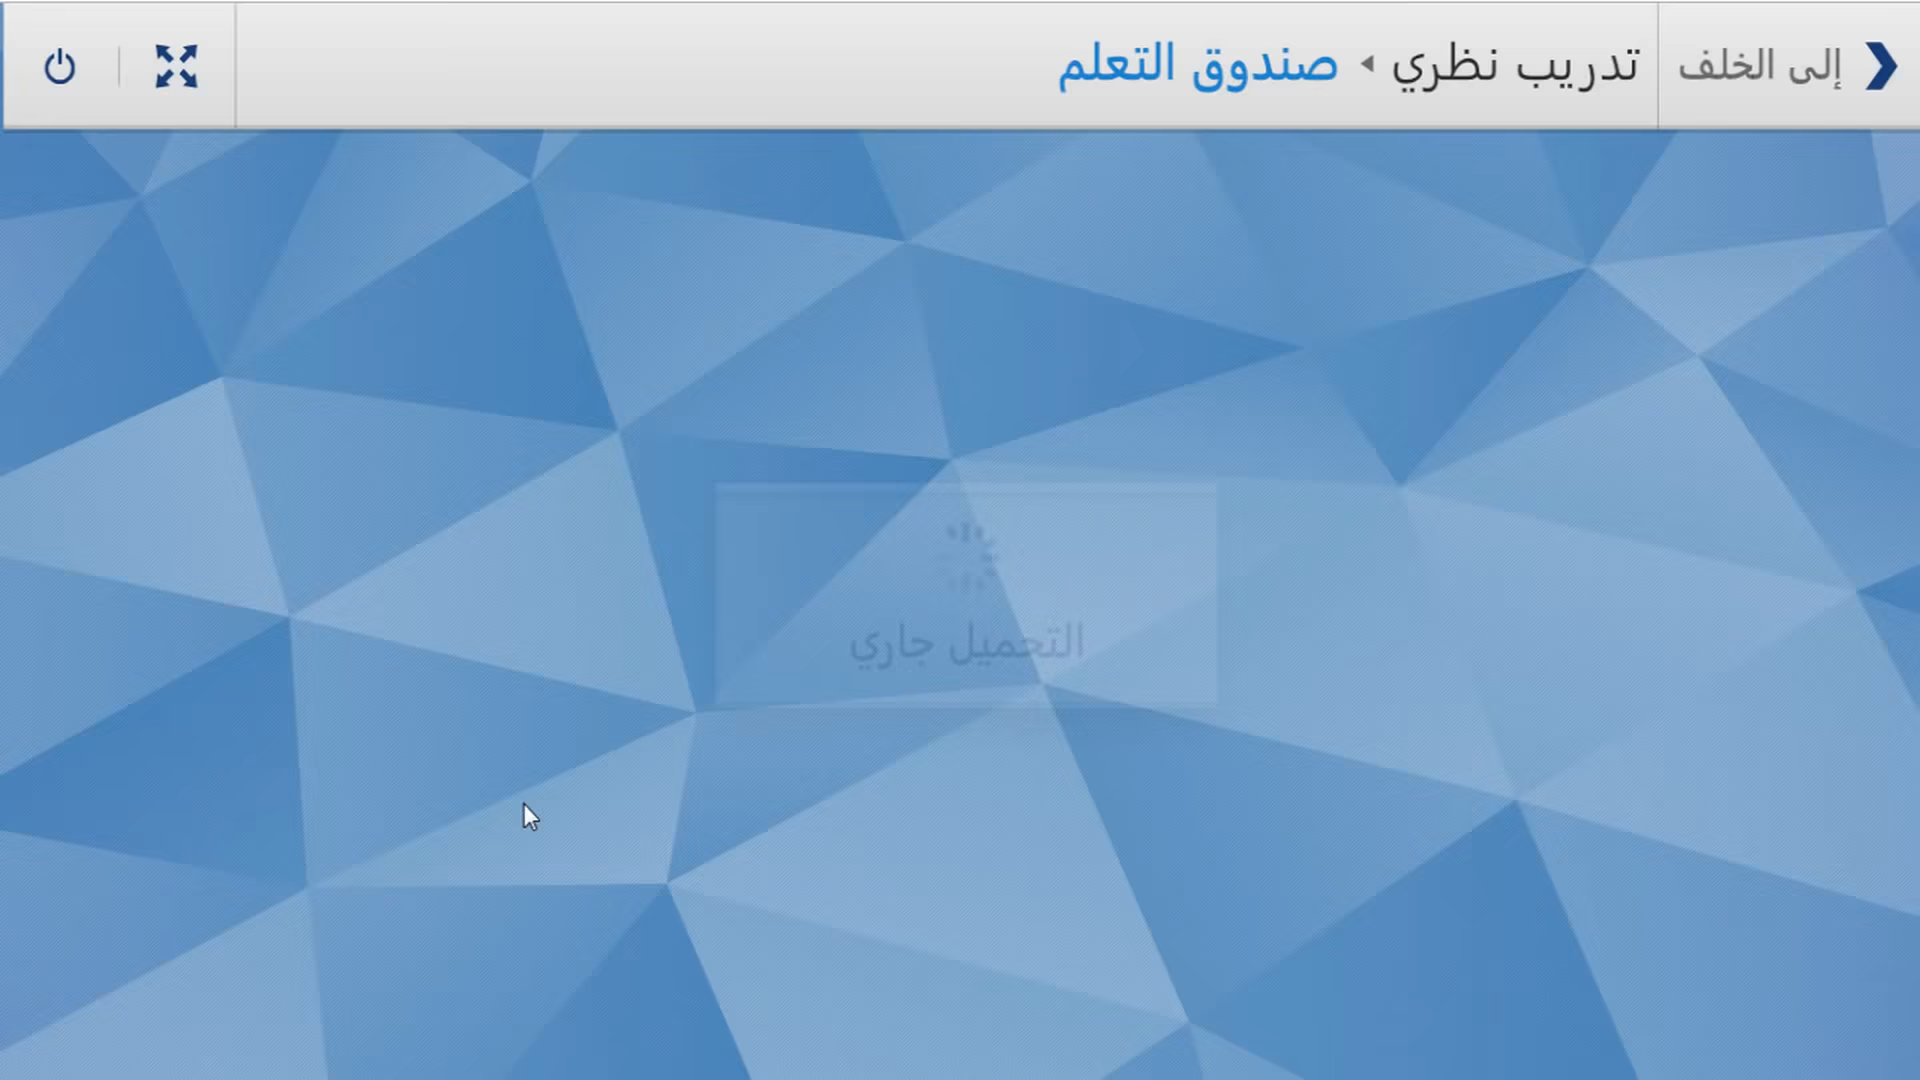 إلى الخلف
تدريب نظري ◂ صندوق التعلم
التحميل جاري